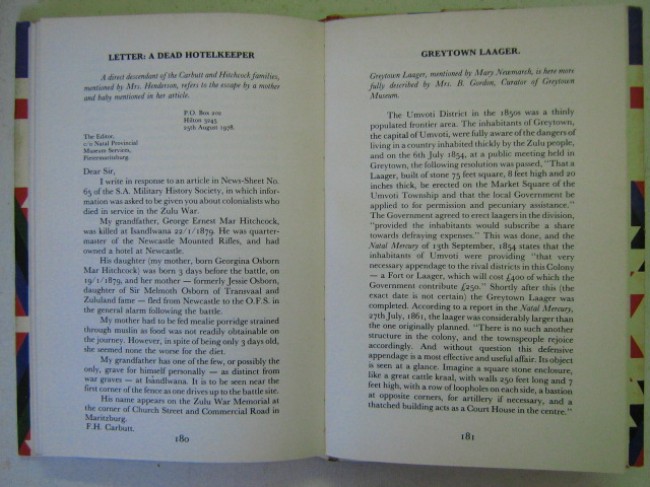 LETTER: A DEAD HOTELKEEPER
A direct descendant of the Carbutt and Hitchcock families,
mentioned by Mrs. Henderson, refers to the escape by a mother
and baby mentioned in her article.
P.O. Box 201
Hilton 3245
25th August 1978.
The Editor,
c/o Natal Provincial
Museum Services,
Pietermaritzburg.
Dear Sir,
I write in response to an article in News-Sheet No.
65 of the S.A. Military History Society, in which infor-
mation was asked to be given you about colonialists who
died in service in the Zulu War.
My grandfather, George Ernest Mar Hitchcock,
was killed at Isandlwana 22/1/1879. He was quarter-
master of the Newcastle Mounted Rifles, and had
owned a hotel at Newcastle.
His daughter (my mother, born Georgina Osborn
Mar Hitchcock) was born 3 days before the battle, on
19/1/1879, and her mother — formerly Jessie Osborn,
daughter of Sir Melmoth Osborn of Transvaal and
Zululand fame — fled from Newcastle to the O.F.S. in
the general alarm following the battle.
My mother had to be fed mealie porridge strained
through muslin as food was not readily obtainable on
the journey. However, in spite of being only 3 days old,
she seemed none the worse for the diet.
My grandfather has one of few, or possibly the
only, grave for himself personally — as distinct from
war graves — at Isandlwana. It is to be seen near the
first corner of the fence as one drives up to the battle site.
His name appears on the Zulu War Memorial at
the corner of Church Street and Commercial Road in
Maritzburg.
F.H. Carbutt.
180
GREYTOWN LAAGER.
Greytown Laager, mentioned by Mary Newmarch, is here more
fully described by Mrs. B. Gordon, Curator of Greytown
Museum.
The Umvoti District in the 1850s was a thinly
populated frontier area. The inhabitants of Greytown,
the capital of Umvoti, were fully aware of the dangers
of living in a country inhabited thickly by the Zulu people,
and on the 6th July 1854, at a public meeting held in
Greytown, the following resolution was passed, "That a
Laager, built of stone 75 feet square, 8 feet high and 20
inches thick, be erected on the Market Square of the
Umvoti Township and that the local Government be
applied to for permission and pecuniary assistance."
The Government agreed to erect laagers in the division,
"provided the inhabitants would subscribe a share
towards defraying expenses." This was done, and the
Natal Mercury of 13th September, 1854 states that the
inhabitants of Umvoti were providing "that very
necessary appendage to the rival districts in this Colony
— a Fort or Laager, which will cost £400 of which the
Government contribute £250." Shortly after this (the
exact date is not certain) the Greytown Laager was
completed. According to a report in the Natal Mercury,
27th July, 1861, the laager was considerably larger than
the one originally planned. "There is no such another
structure in the colony, and the townspeople rejoice
accordingly. And without question this defensive
appendage is a most effective and useful affair. Its object
is seen at a glance. Imagine a square stone enclosure,
like a great cattle kraal, with walls 250 feet long and 7
feet high, with a row of loopholes on each side, a bastion
at opposite corners, for artillery if necessary, and a
thatched building acts as a Court House in the centre."
181